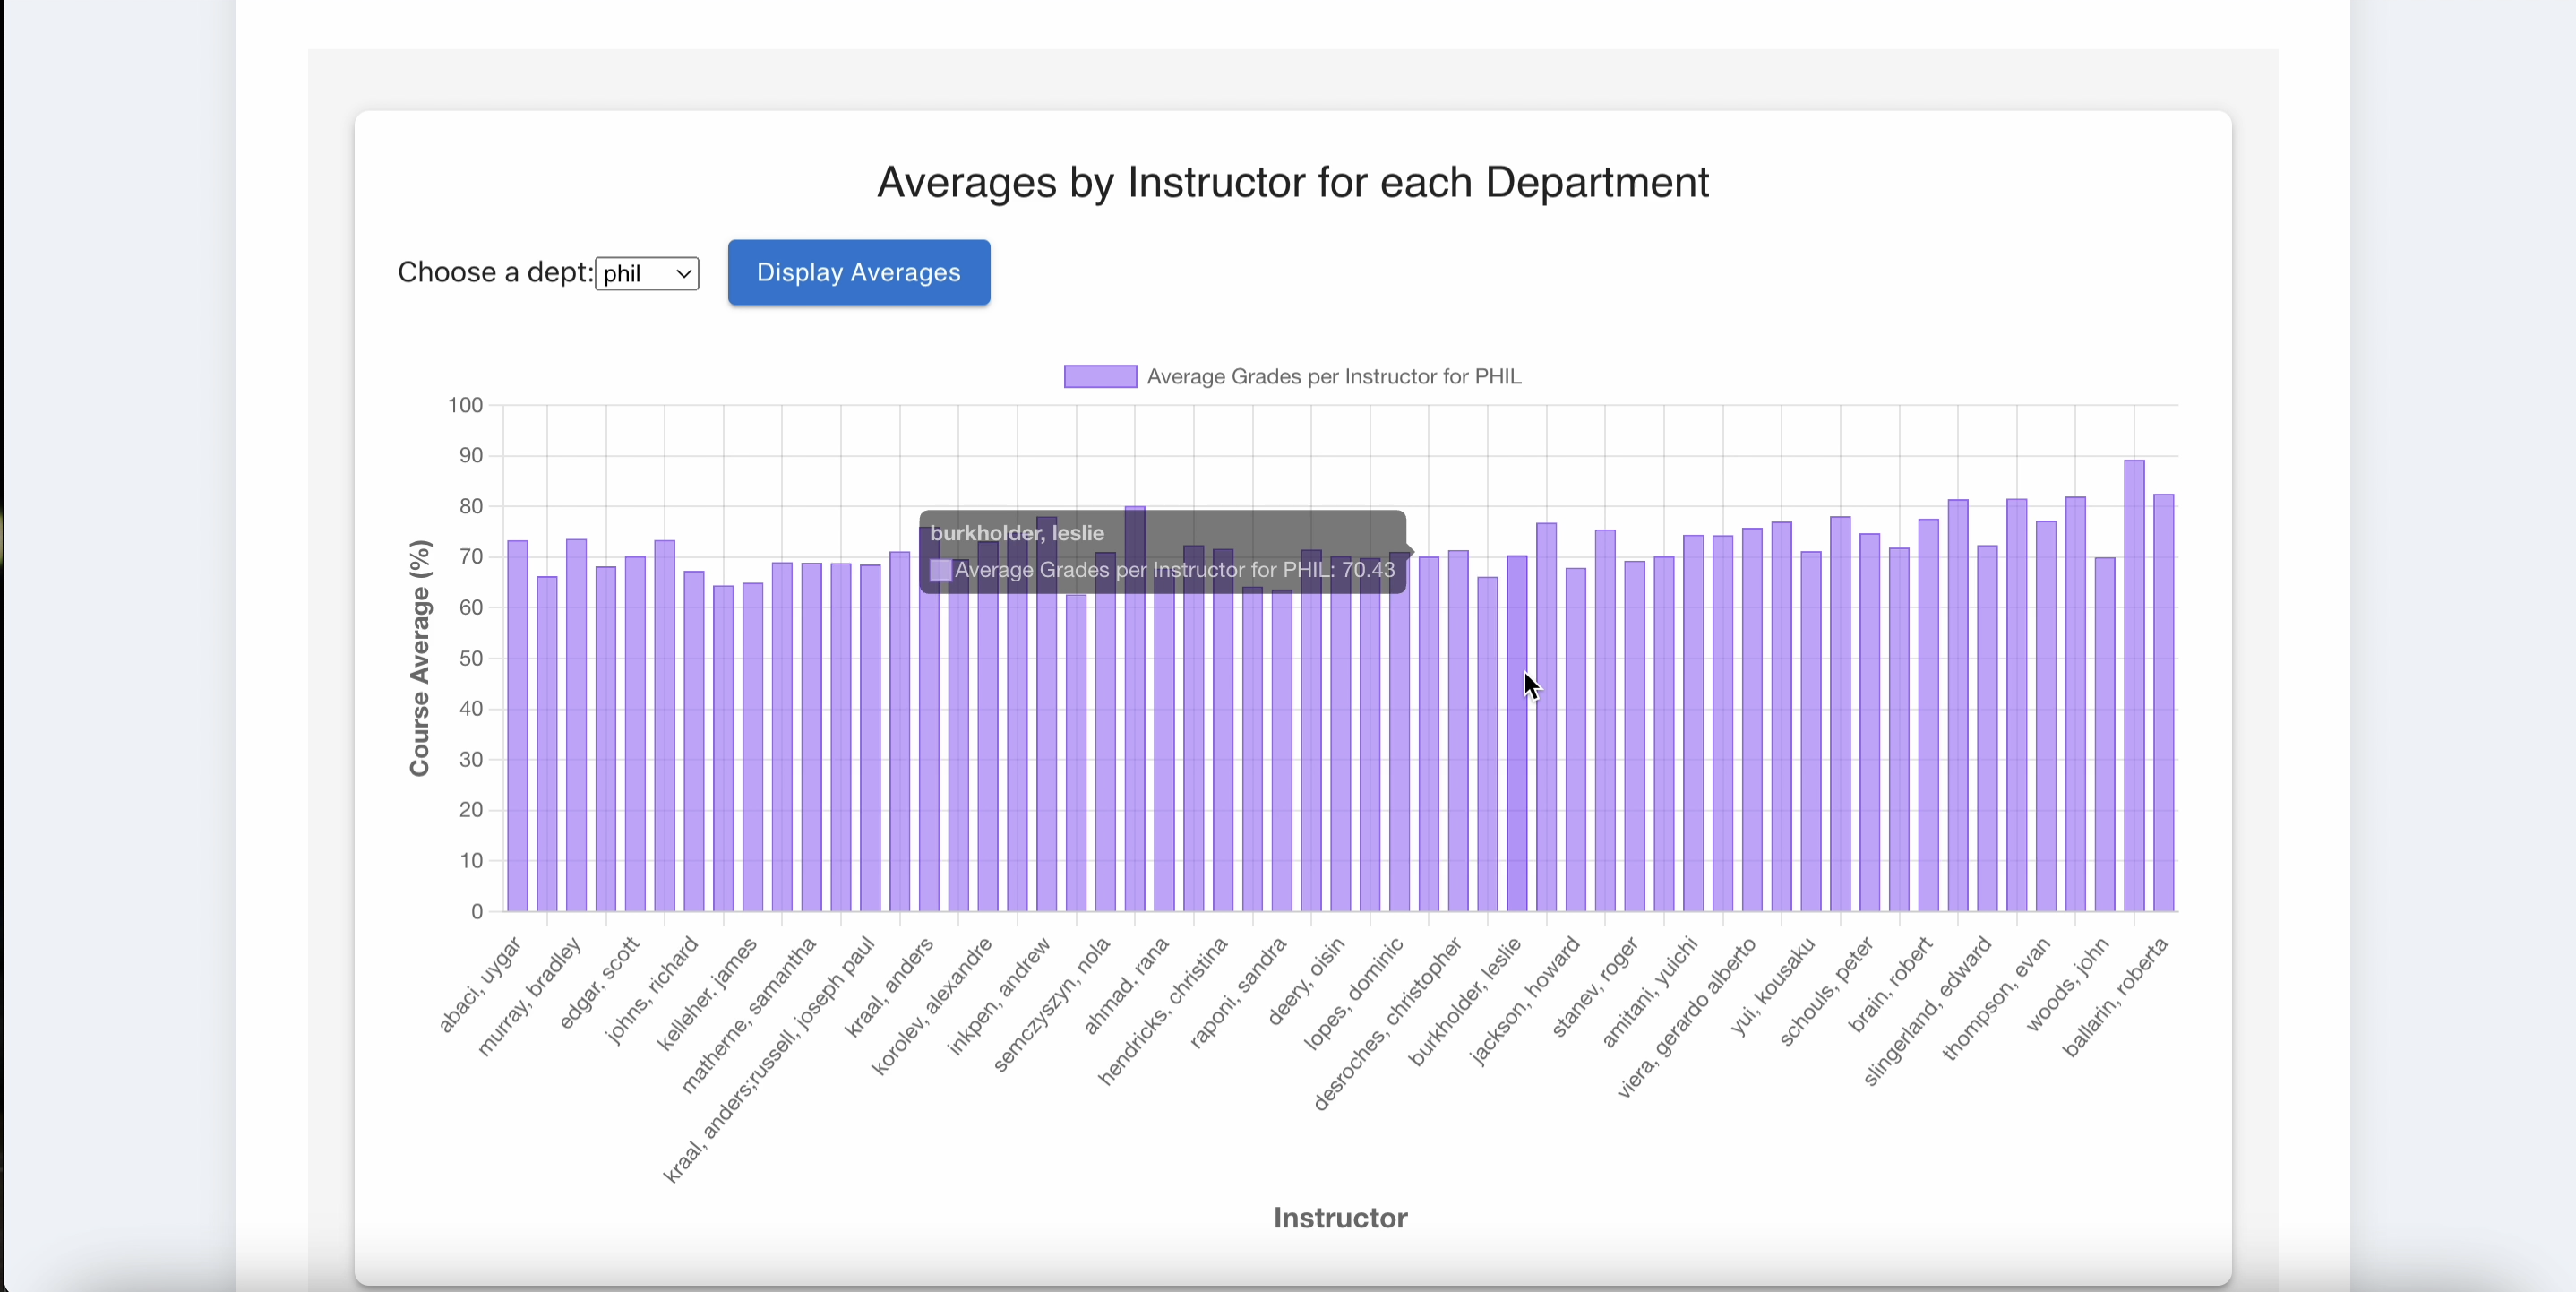 Averages by Instructor for each Department
Choose a dept: phil
Display Averages
Average Grades per Instructor for PHIL
100
90
80
70
60
50
40
30
20
10
0
Course Average (%)
burkholder, leslie
Average Grades per Instructor for PHIL: 70.43
abaci, uygar
murray, bradley
edgar, scott
johns, richard
kelleher, james
matherne, samantha
kraal, anders;russell, joseph paul
kraal, anders
korolev, alexandre
inkpen, andrew
semczyszyn, nola
ahmad, rana
hendricks, christina
raponi, sandra
deery, oisin
lopes, dominic
desroches, christopher
burkholder, leslie
jackson, howard
stanev, roger
amitani, yuichi
viera, gerardo alberto
yui, kousaku
schouls, peter
brain, robert
slingerland, edward
thompson, evan
woods, john
ballarin, roberta
Instructor